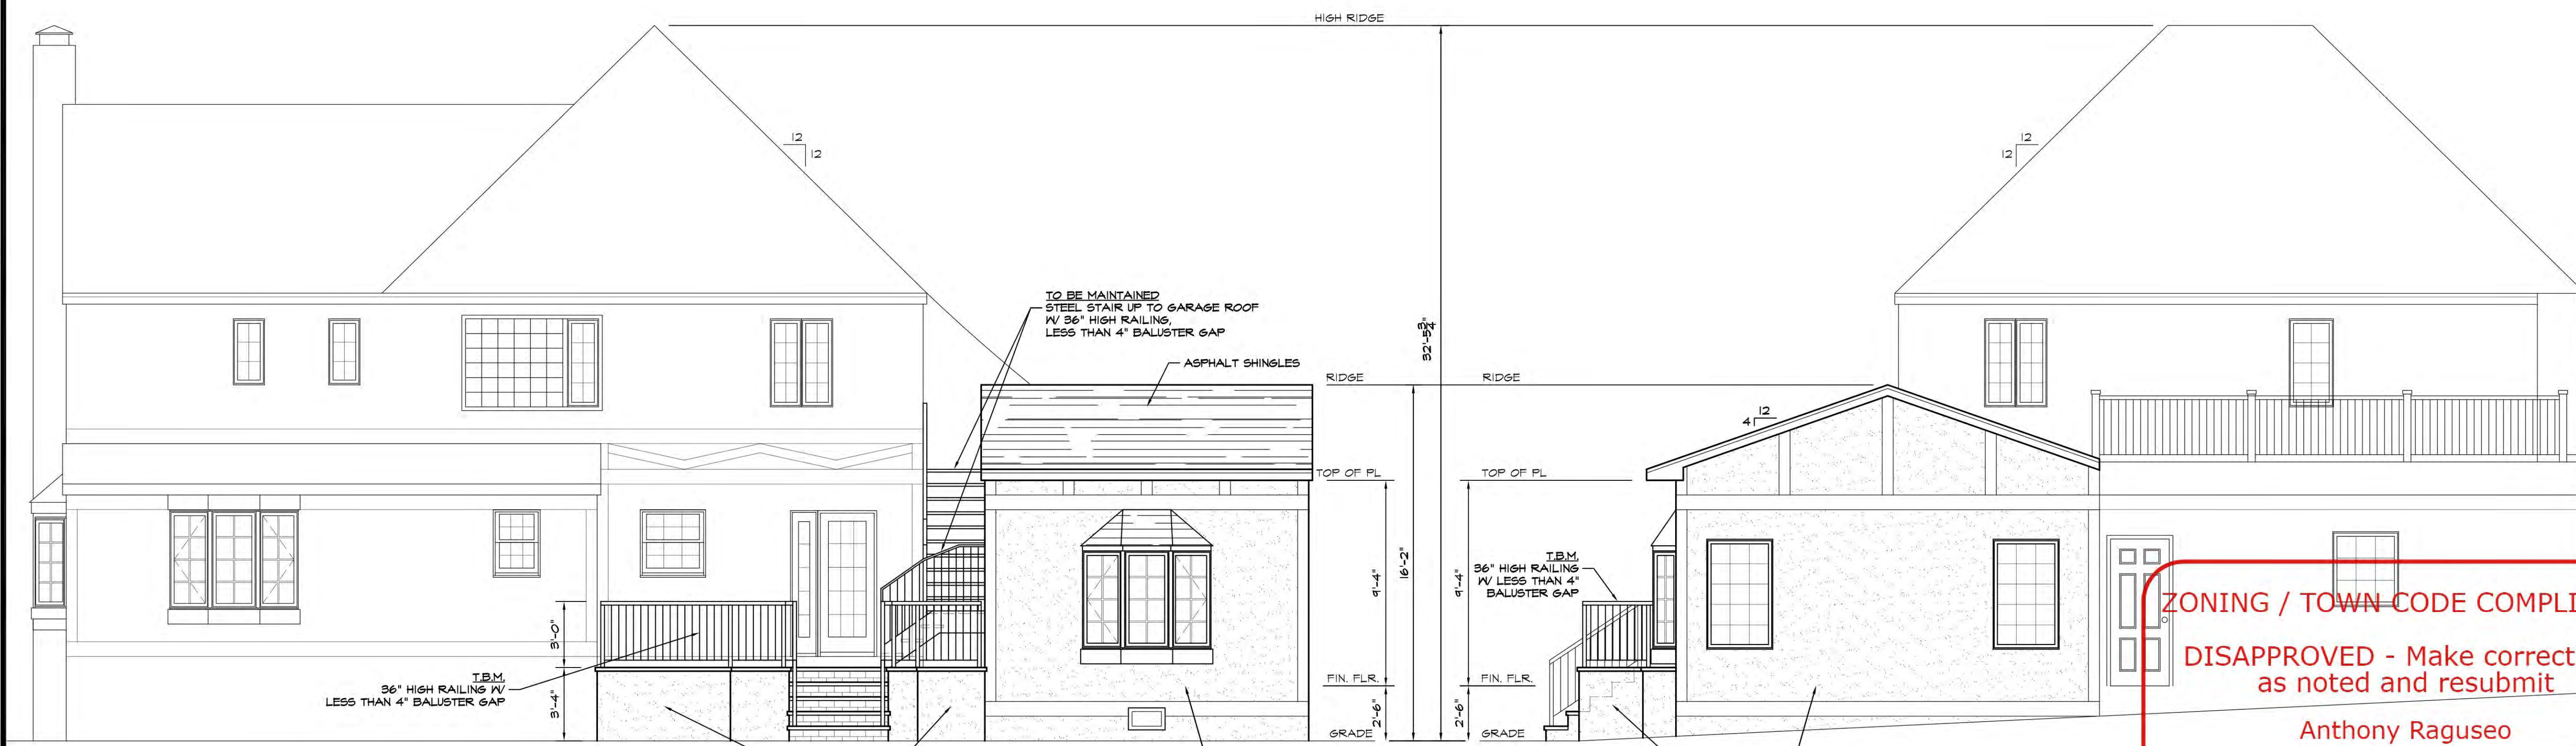 HIGH RIDGE
12
12
12
12
TO BE MAINTAINED
STEEL STAIR UP TO GARAGE ROOF
W/ 36" HIGH RAILING,
LESS THAN 4" BALUSTER GAP
ASPHALT SHINGLES
32'-5¾"
RIDGE
RIDGE
12
4
TOP OF PL
TOP OF PL
T.B.M.
36" HIGH RAILING
W/ LESS THAN 4"
BALUSTER GAP
9'-4"
16'-2"
9'-4"
3'-0"
T.B.M.
36" HIGH RAILING W/
LESS THAN 4" BALUSTER GAP
3'-4"
FIN. FLR.
FIN. FLR.
2'-6"
2'-6"
GRADE
GRADE
ZONING / TOWN CODE COMPLI
DISAPPROVED - Make correct
as noted and resubmit
Anthony Raguseo